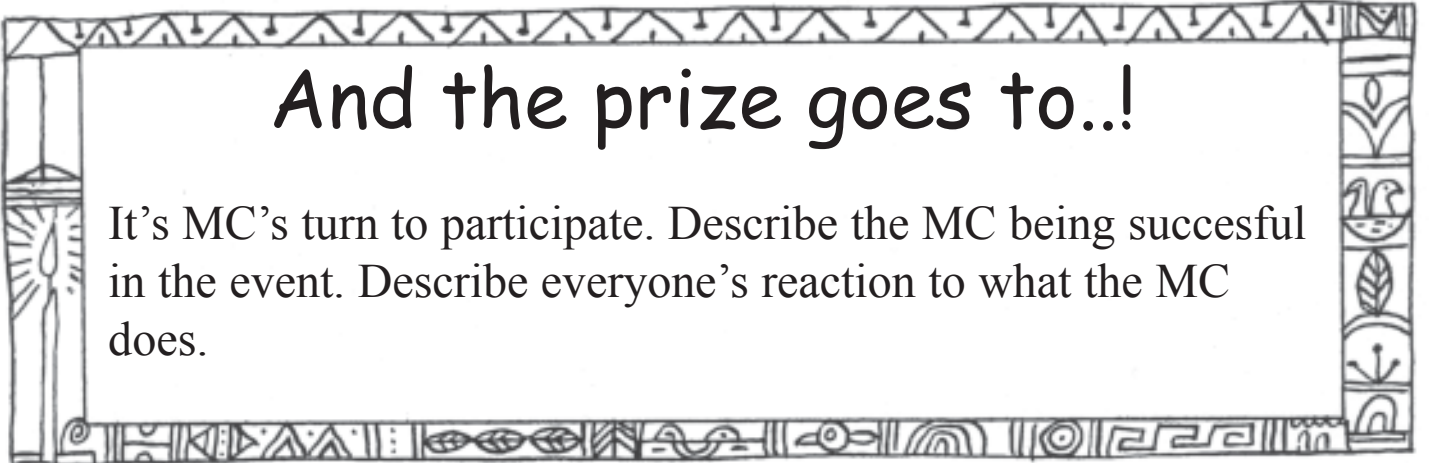 And the prize goes to..!
It’s MC’s turn to participate. Describe the MC being succesful
in the event. Describe everyone’s reaction to what the MC
does.